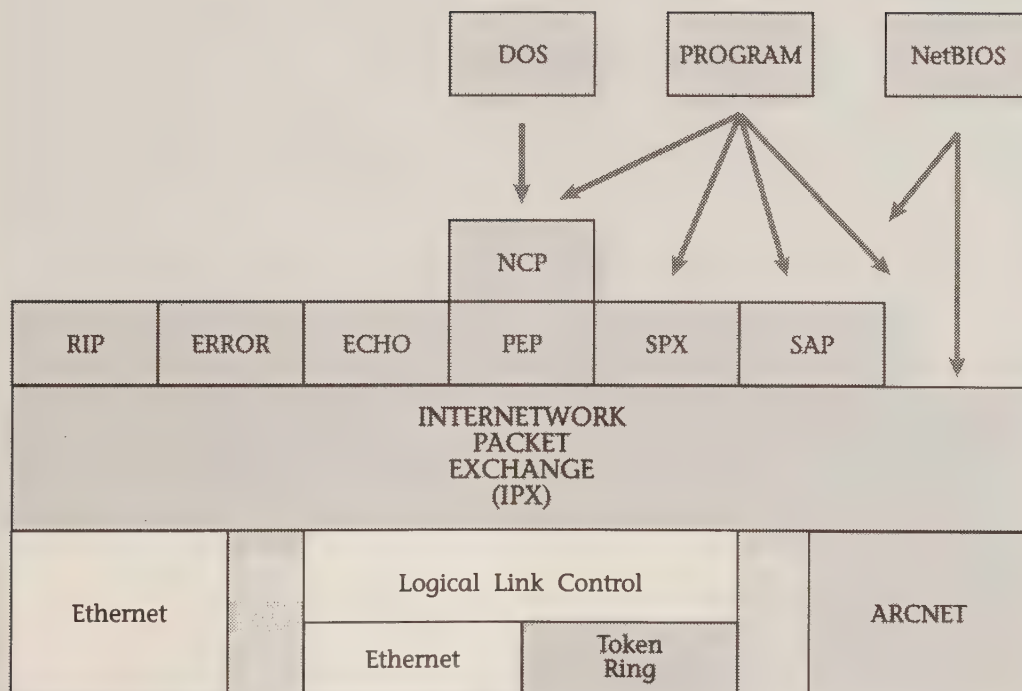 DOS
PROGRAM
NetBIOS
NCP
RIP
ERROR
ECHO
PEP
SPX
SAP
INTERNETWORK
PACKET
EXCHANGE
(IPX)
Ethernet
Logical Link Control
ARCNET
Ethernet
Token
Ring